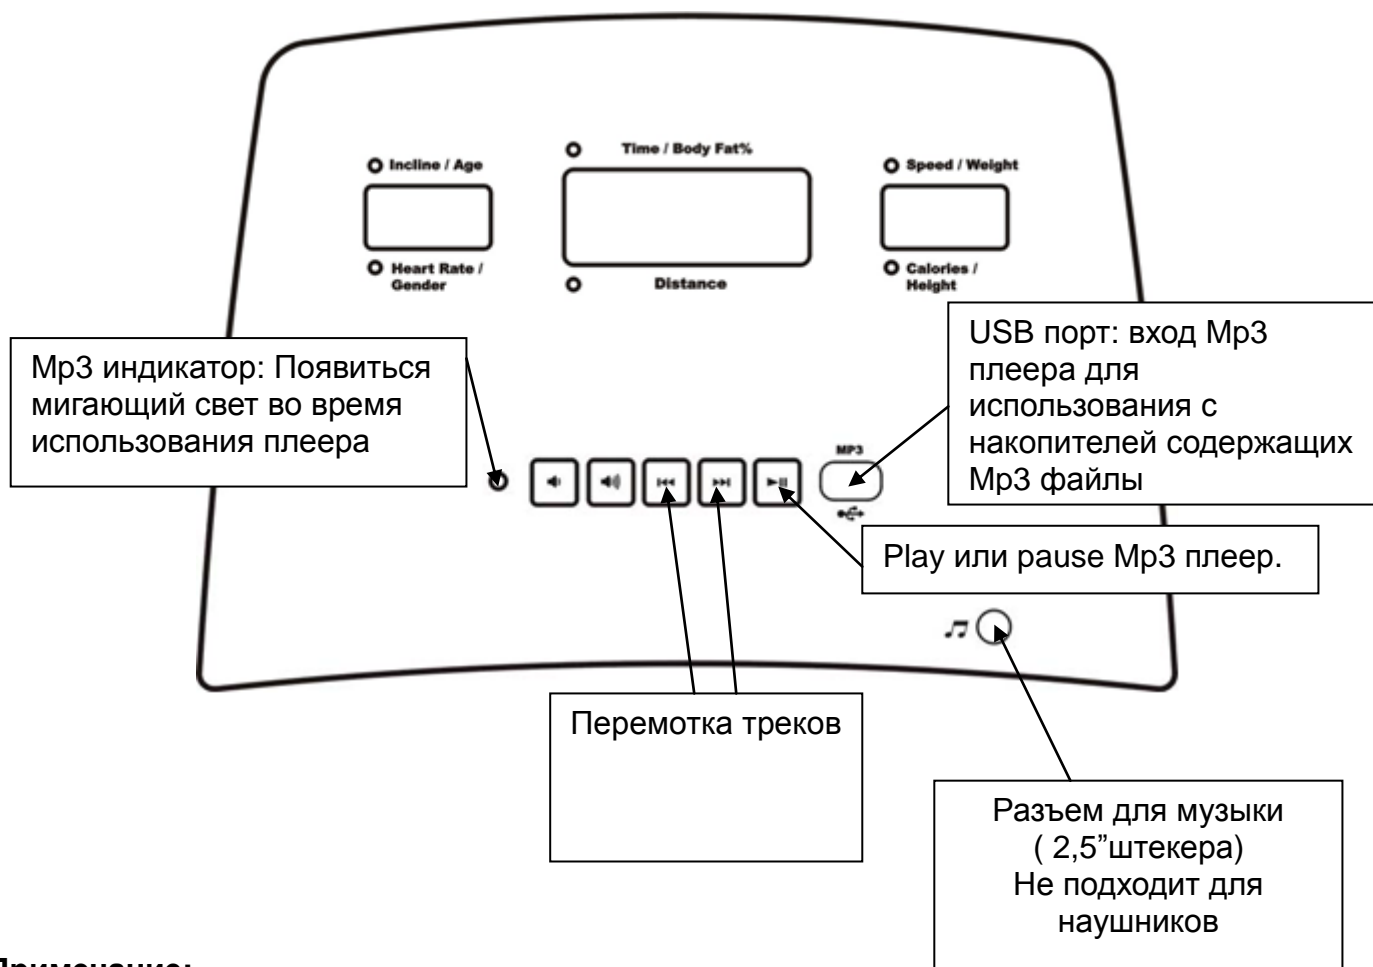 Time / Body Fat%
Incline / Age
Speed / Weight
Heart Rate /
Gender
Distance
Calories /
Height
Mp3 индикатор: Появиться
мигающий свет во время
использования плеера
USB порт: вход Mp3
плеера для
использования с
накопителей содержащих
Mp3 файлы
MP3
Play или pause Mp3 плеер.
Перемотка треков
Разъем для музыки
( 2,5”штекера)
Не подходит для
наушников
Примечание: